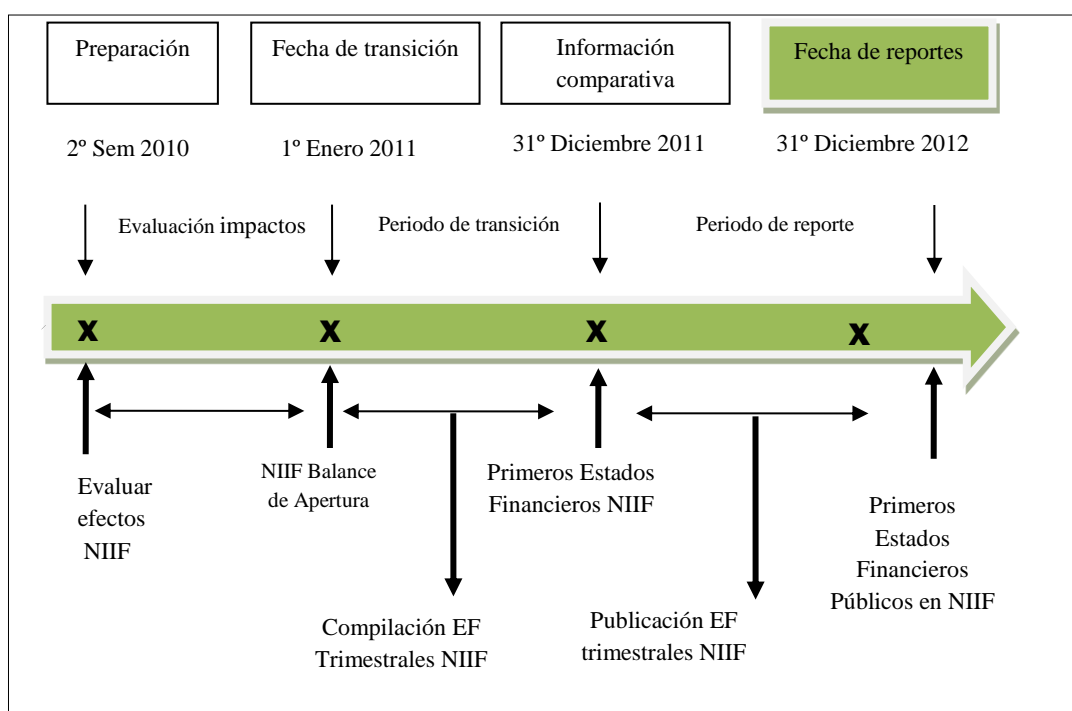 Preparación
Fecha de transición
Información
comparativa
Fecha de reportes
2º Sem 2010
1º Enero 2011
31º Diciembre 2011
31º Diciembre 2012
Evaluación impactos
Periodo de transición
Periodo de reporte
X
X
X
X
Evaluar
efectos
NIIF
NIIF Balance
de Apertura
Primeros Estados
Financieros NIIF
Primeros
Estados
Financieros
Públicos en NIIF
Compilación EF
Trimestrales NIIF
Publicación EF
trimestrales NIIF